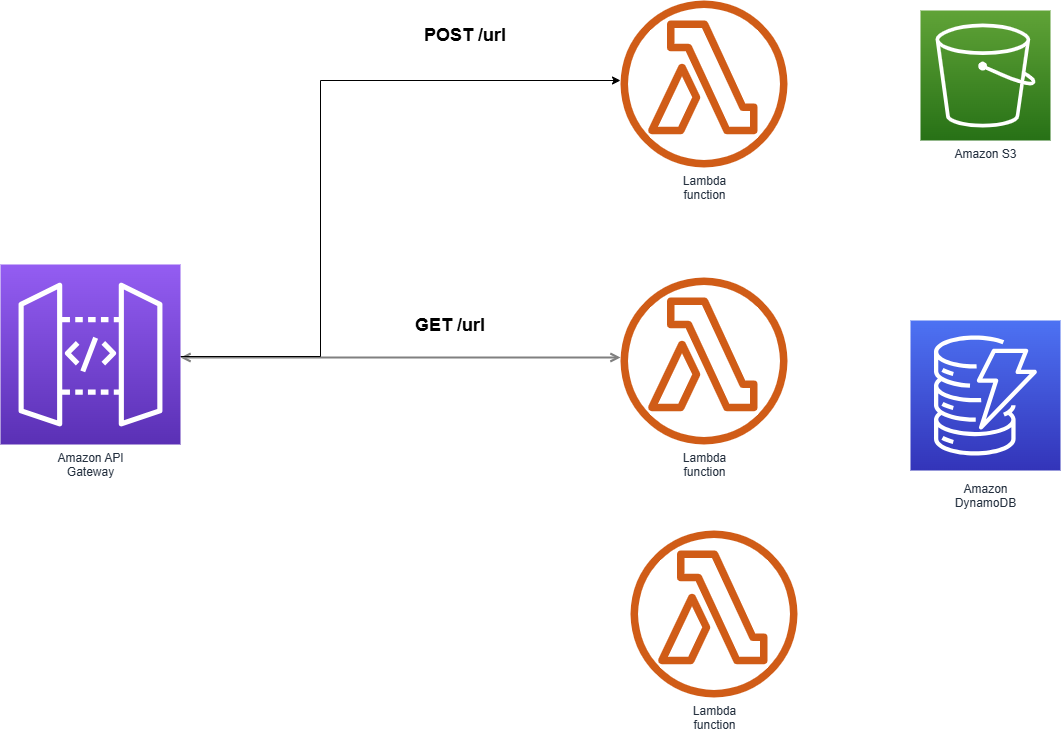 POST /url
Lambda
function
Amazon S3
GET /url
</>
Amazon API
Gateway
Lambda
function
Amazon
DynamoDB
Lambda
function